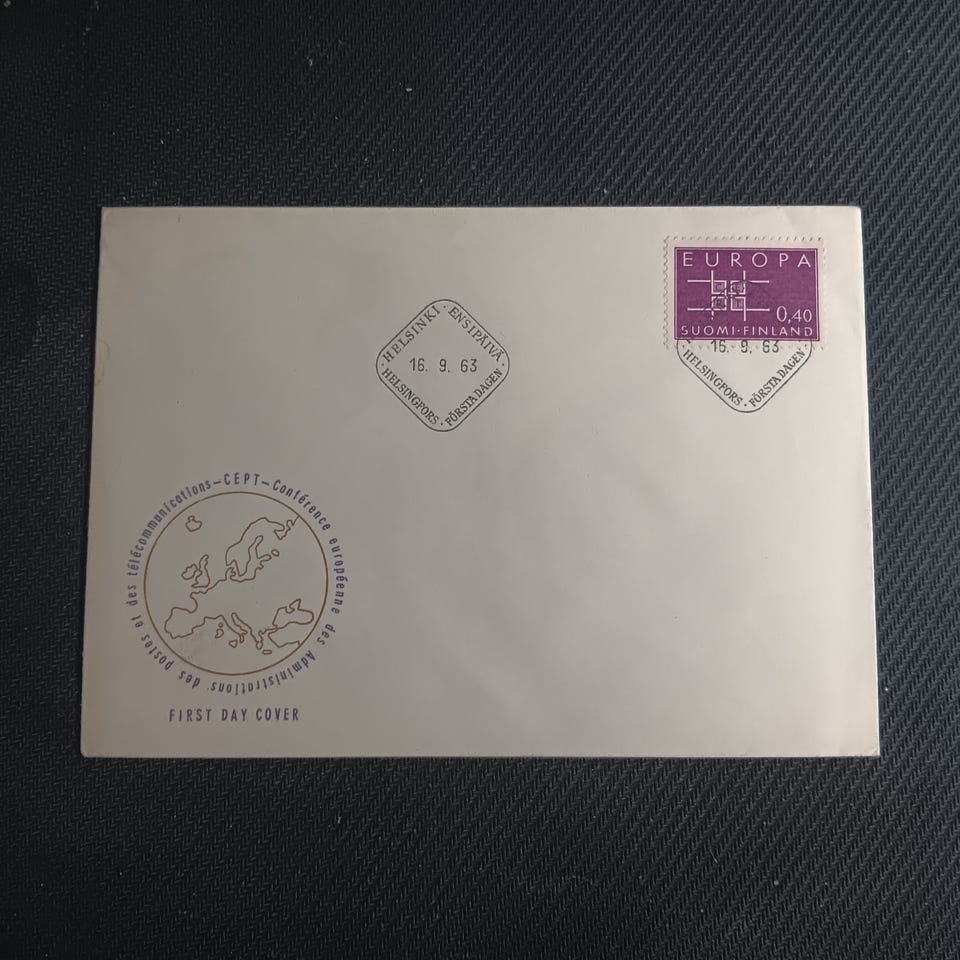 EUROPA
CEPT
0,40
SUOMI·FINLAND
16. 9. 63
HELSINGFORS · FÖRSTA DAGEN
· HELSINKI · ENSIPÄIVÄ ·
16. 9. 63
HELSINGFORS · FÖRSTA DAGEN
CEPT–Conférence européenne des Administrations des postes et des télécommunications–
FIRST DAY COVER